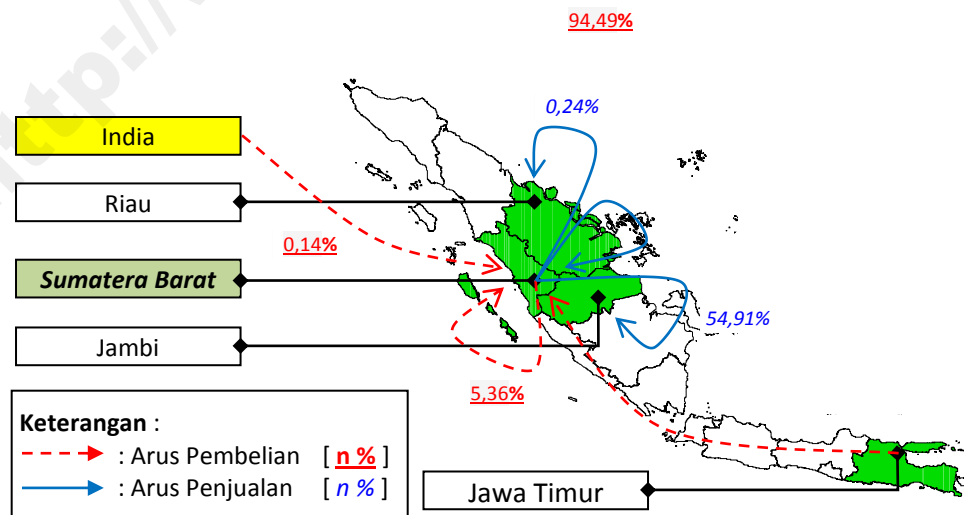 94,49%
0,24%
India
Riau
0,14%
Sumatera Barat
54,91%
Jambi
5,36%
Keterangan :
: Arus Pembelian [ n % ]
: Arus Penjualan [ n % ]
Jawa Timur
http://